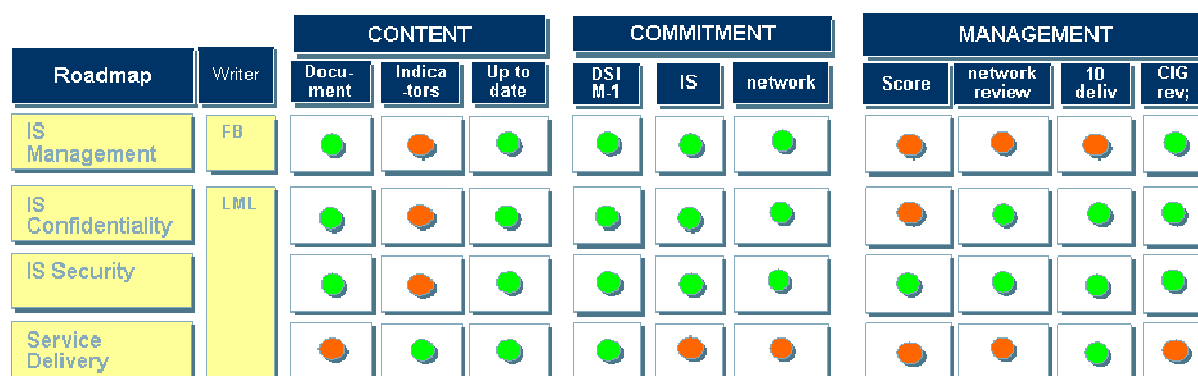 CONTENT
COMMITMENT
MANAGEMENT
Roadmap
Writer
Docu-
ment
Indica
-tors
Up to
date
DSI
M-1
IS
network
Score
network
review
10
deliv
CIG
rev;
IS
Management
FB
IS
Confidentiality
LML
IS Security
Service
Delivery